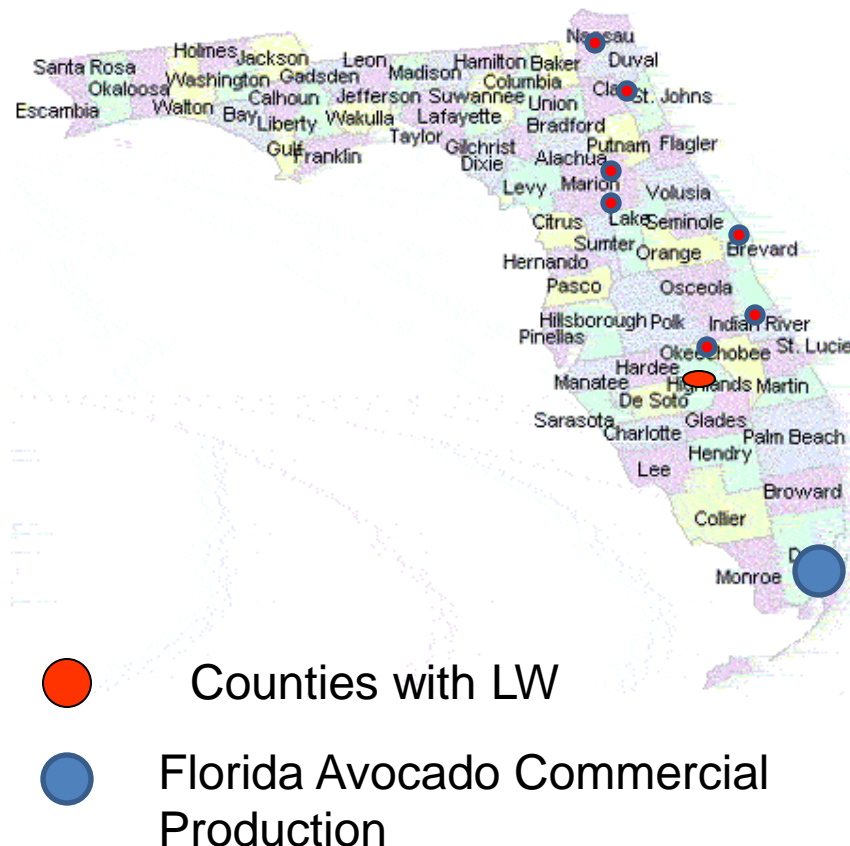 Nassau
Holmes Jackson Leon Hamilton Baker Duval
Santa Rosa Okaloosa Washington Gadsden Madison Columbia
Escambia Walton Bay Calhoun Jefferson Suwannee Union St. Johns
Liberty Wakulla Lafayette Bradford
Gulf Franklin Taylor Gilchrist Alachua Putnam Flagler
Dixie
Levy Marion Volusia
Citrus Lake Seminole
Sumter Orange Brevard
Hernando
Pasco Osceola
Hillsborough Polk Indian River
Pinellas
Okeechobee St. Lucie
Hardee
Manatee Highlands Martin
De Soto
Sarasota Glades
Charlotte Palm Beach
Hendry
Lee
Broward
Collier
Monroe
Counties with LW
Florida Avocado Commercial
Production